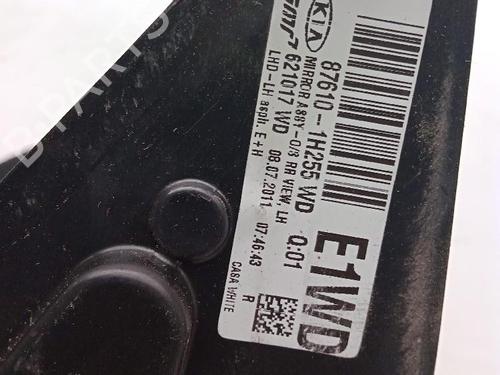 KIA
87610-1H255 WD
MIRROR ASSY-O/S RR VIEW, LH
621017 WD
LHD-LH asph. E+H
08.07.2011 07:46:43
Q:01
E1WD
R
CASA WHITE